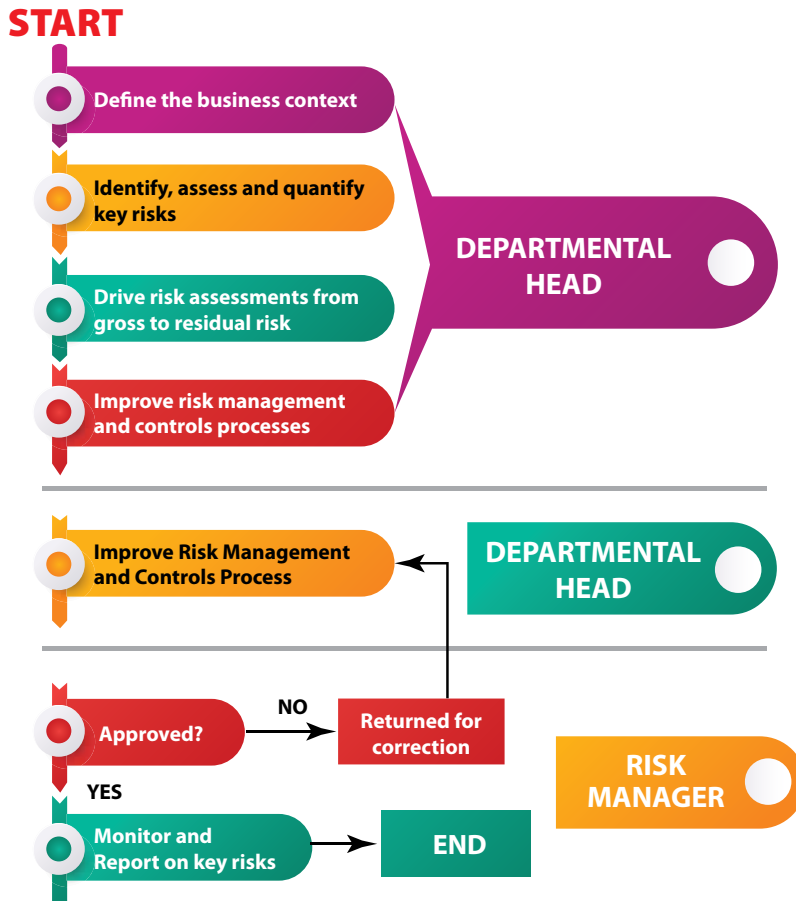 START
Define the business context
Identify, assess and quantify
key risks
Drive risk assessments from
gross to residual risk
Improve risk management
and controls processes
DEPARTMENTAL
HEAD
Improve Risk Management
and Controls Process
DEPARTMENTAL
HEAD
Approved?
NO
Returned for
correction
YES
Monitor and
Report on key risks
END
RISK
MANAGER